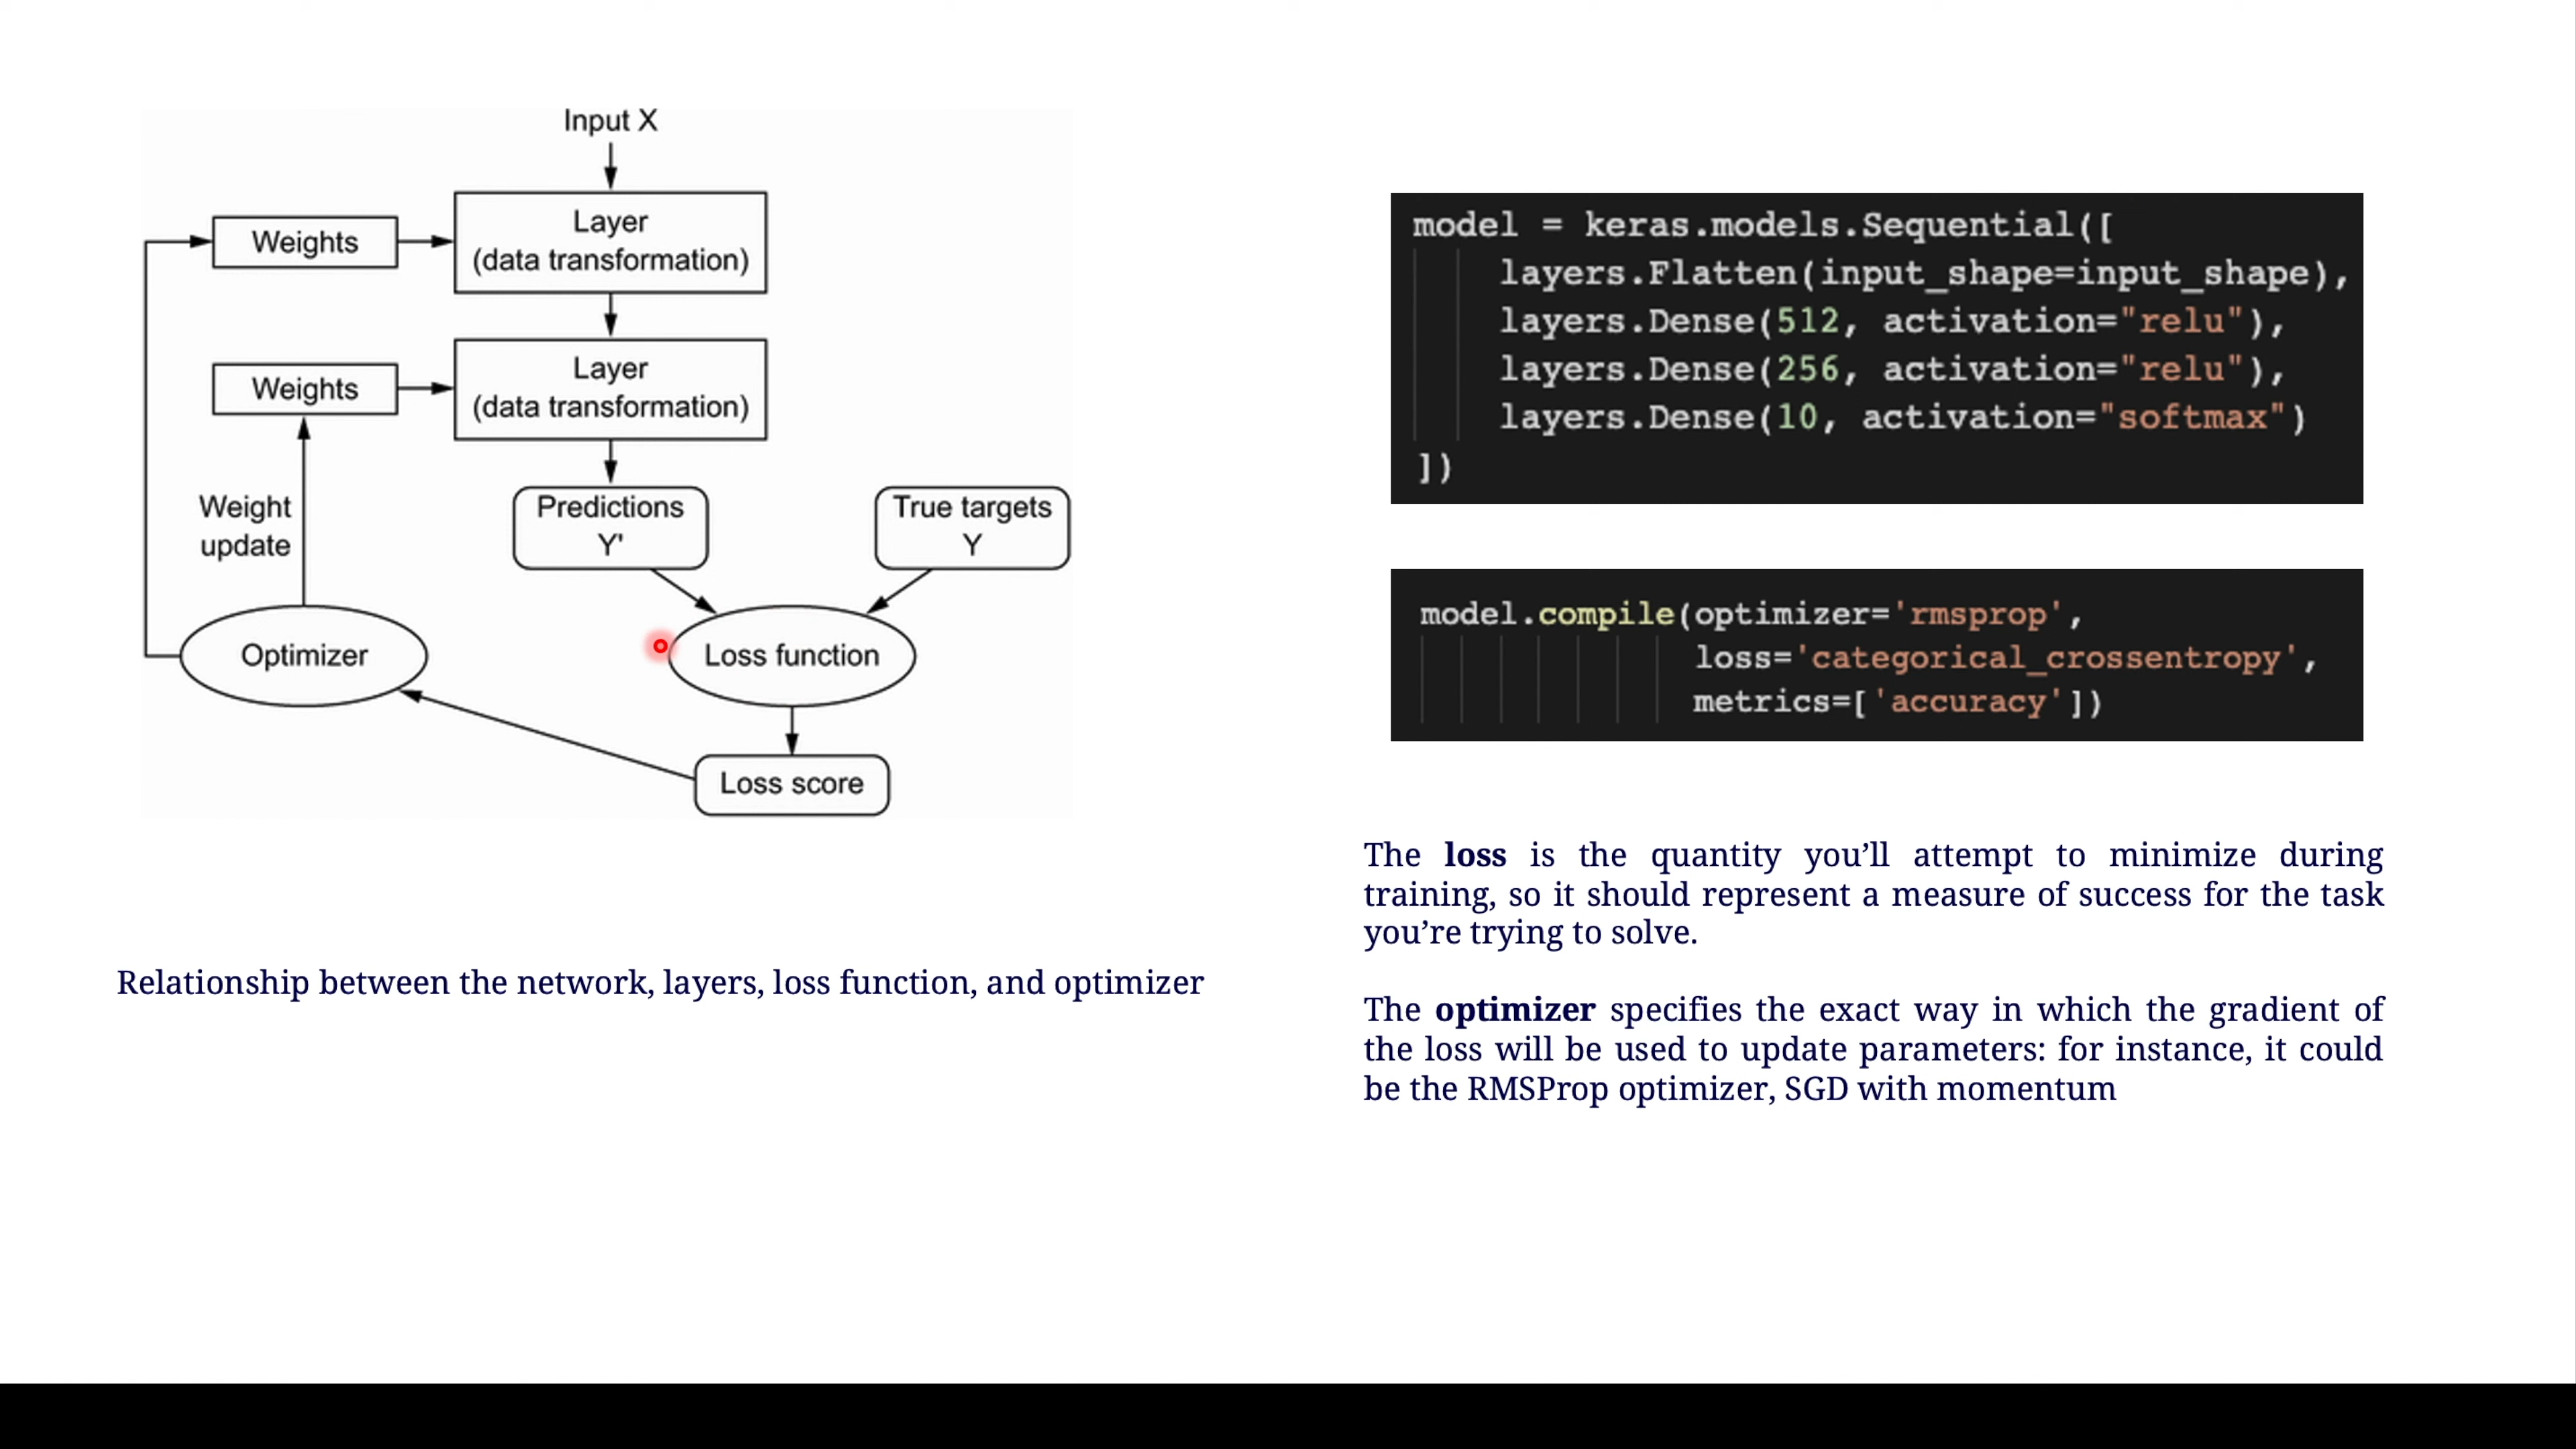 Input X
Weights
Layer
(data transformation)
Weights
Layer
(data transformation)
Weight
update
Predictions
Y'
True targets
Y
Optimizer
Loss function
Loss score
Relationship between the network, layers, loss function, and optimizer
model = keras.models.Sequential([
    layers.Flatten(input_shape=input_shape),
    layers.Dense(512, activation="relu"),
    layers.Dense(256, activation="relu"),
    layers.Dense(10, activation="softmax")
])
model.compile(optimizer='rmsprop',
              loss='categorical_crossentropy',
              metrics=['accuracy'])
The loss is the quantity you’ll attempt to minimize during
training, so it should represent a measure of success for the task
you’re trying to solve.
The optimizer specifies the exact way in which the gradient of
the loss will be used to update parameters: for instance, it could
be the RMSProp optimizer, SGD with momentum